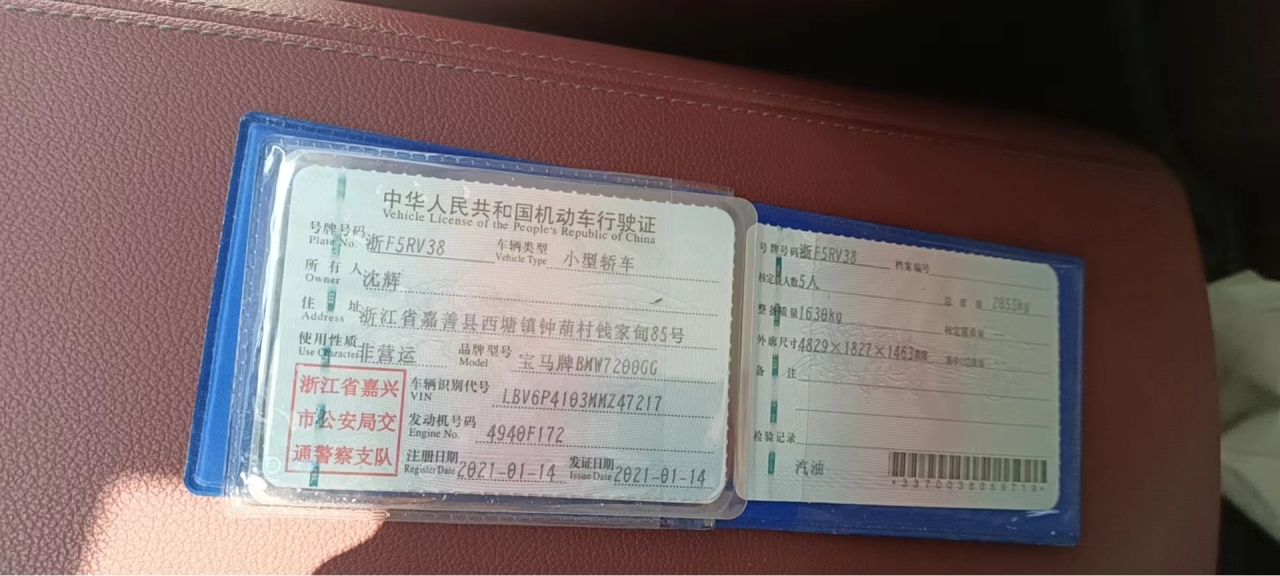 中华人民共和国机动车行驶证
Vehicle License of the People's Republic of China
号牌号码 浙F5RV38 车辆类型 小型轿车
Plate No. Vehicle Type
所有人 沈辉
Owner
住址 浙江省嘉善县西塘镇钟葫村钱家甸85号
Address
使用性质 非营运 品牌型号 宝马牌BMW7200GG
Use Character Model
浙江省嘉兴
市公安局交
通警察支队
车辆识别代号 LBV6P4103MMZ47217
VIN
发动机号码 4940F172
Engine No.
注册日期 2021-01-14 发证日期 2021-01-14
Register Date Issue Date
号牌号码 浙F5RV38 档案编号
核定载人数 5人 总质量 2855kg
整备质量 1630kg 核定载质量
外廓尺寸 4829×1827×1463
备注
检验记录
汽油